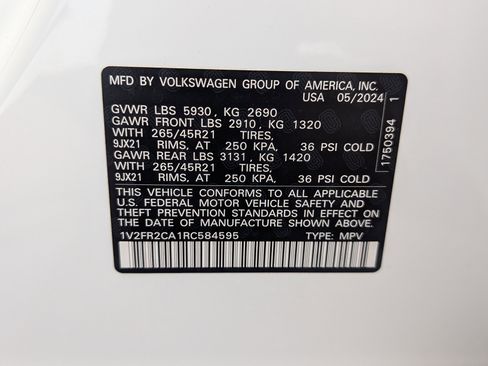 MFD BY VOLKSWAGEN GROUP OF AMERICA, INC.
USA 05/2024
GVWR LBS 5930, KG 2690
GAWR FRONT LBS 2910, KG 1320
WITH 265/45R21 TIRES,
9JX21 RIMS, AT 250 KPA, 36 PSI COLD
GAWR REAR LBS 3131, KG 1420
WITH 265/45R21 TIRES,
9JX21 RIMS, AT 250 KPA, 36 PSI COLD
THIS VEHICLE CONFORMS TO ALL APPLICABLE
U.S. FEDERAL MOTOR VEHICLE SAFETY AND
THEFT PREVENTION STANDARDS IN EFFECT ON
THE DATE OF MANUFACTURE SHOWN ABOVE.
1V2FR2CA1RC584595 TYPE: MPV
1750394 1